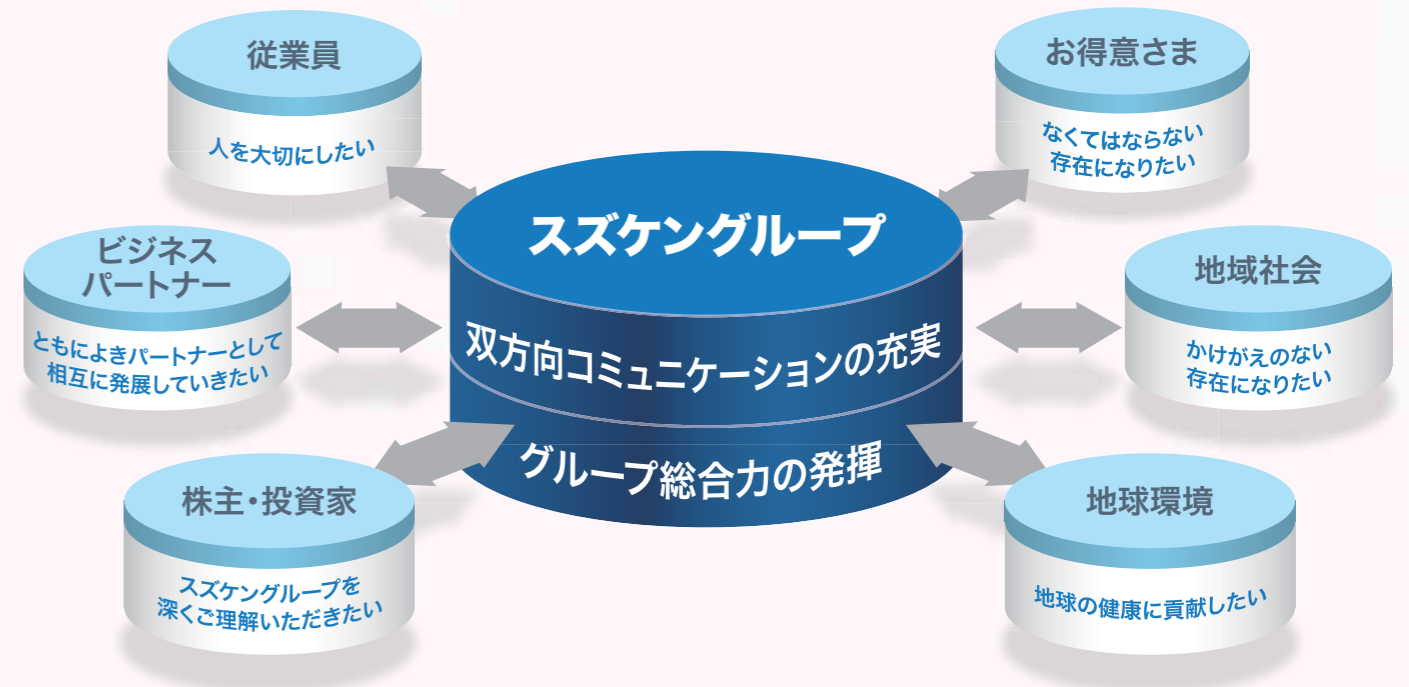 従業員
人を大切にしたい
お得意さま
なくてはならない
存在になりたい
スズケングループ
双方向コミュニケーションの充実
グループ総合力の発揮
ビジネス
パートナー
ともによきパートナーとして
相互に発展していきたい
地域社会
かけがえのない
存在になりたい
株主・投資家
スズケングループを
深くご理解いただきたい
地球環境
地球の健康に貢献したい